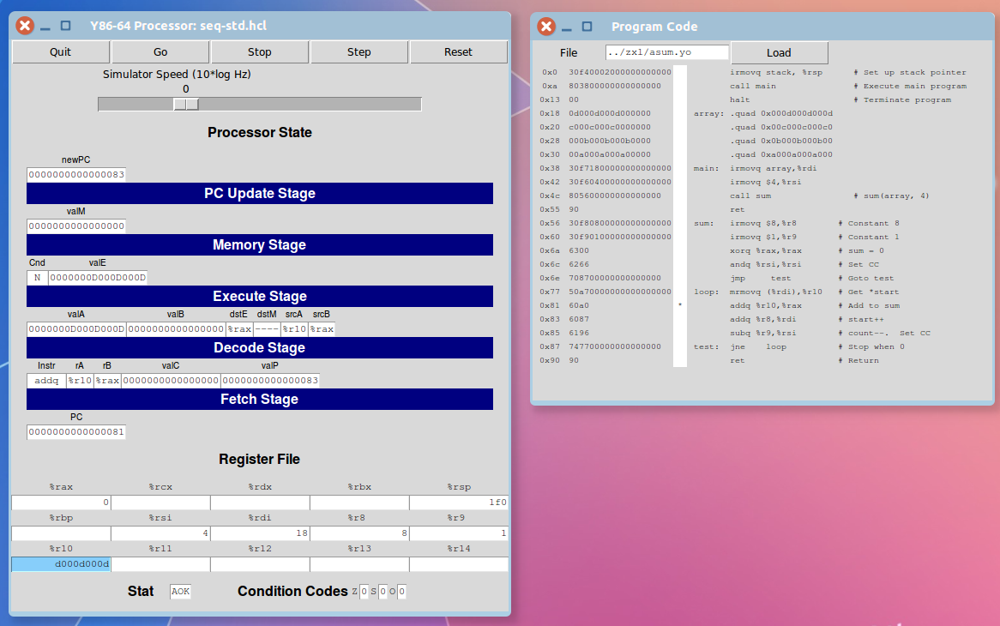 Y86-64 Processor: seq-std.hcl
Quit Go Stop Step Reset
Simulator Speed (10*log Hz)
0
Processor State
newPC
0000000000000083
PC Update Stage
valM
0000000000000000
Memory Stage
Cnd valE
N 0000000D000D000D
Execute Stage
valA valB dstE dstM srcA srcB
0000000D000D000D 0000000000000000 %rax ---- %r10 %rax
Decode Stage
Instr rA rB valC valP
addq %r10 %rax 0000000000000000 0000000000000083
Fetch Stage
PC
0000000000000081
Register File
%rax %rcx %rdx %rbx %rsp
0 1f0
%rbp %rsi %rdi %r8 %r9
4 18 8 1
%r10 %r11 %r12 %r13 %r14
d000d000d
Stat AOK Condition Codes Z 0 S 0 O 0
Program Code
File ../zxl/asum.yo Load
0x0 30f40002000000000000 irmovq stack, %rsp # Set up stack pointer
0xa 803800000000000000 call main # Execute main program
0x13 00 halt # Terminate program
0x18 0d000d000d000000 array: .quad 0x000d000d000d
0x20 c000c000c0000000 .quad 0x00c000c000c0
0x28 000b000b000b0000 .quad 0x0b000b000b00
0x30 00a000a000a00000 .quad 0xa000a000a000
0x38 30f71800000000000000 main: irmovq array,%rdi
0x42 30f60400000000000000 irmovq $4,%rsi
0x4c 805600000000000000 call sum # sum(array, 4)
0x55 90 ret
0x56 30f80800000000000000 sum: irmovq $8,%r8 # Constant 8
0x60 30f90100000000000000 irmovq $1,%r9 # Constant 1
0x6a 6300 xorq %rax,%rax # sum = 0
0x6c 6266 andq %rsi,%rsi # Set CC
0x6e 708700000000000000 jmp test # Goto test
0x77 50a70000000000000000 loop: mrmovq (%rdi),%r10 # Get *start
0x81 60a0 * addq %r10,%rax # Add to sum
0x83 6087 addq %r8,%rdi # start++
0x85 6196 subq %r9,%rsi # count--. Set CC
0x87 747700000000000000 test: jne loop # Stop when 0
0x90 90 ret # Return